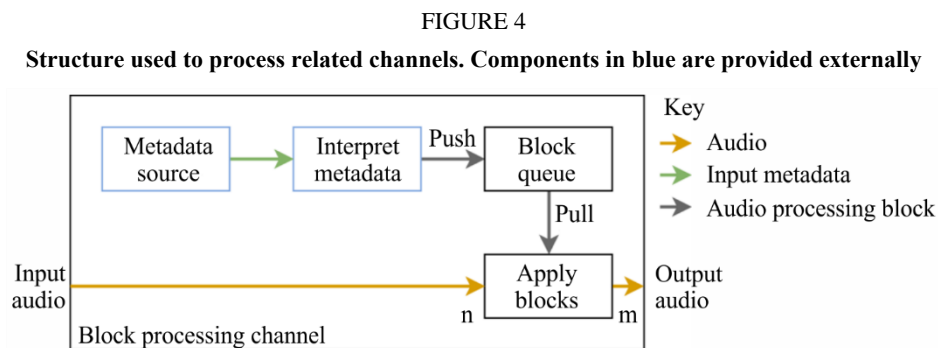 FIGURE 4
Structure used to process related channels. Components in blue are provided externally
Key
Metadata
source
Interpret
metadata
Push
Block
queue
Audio
Input metadata
Audio processing block
Pull
Input
audio
n
Apply
blocks
m
Output
audio
Block processing channel